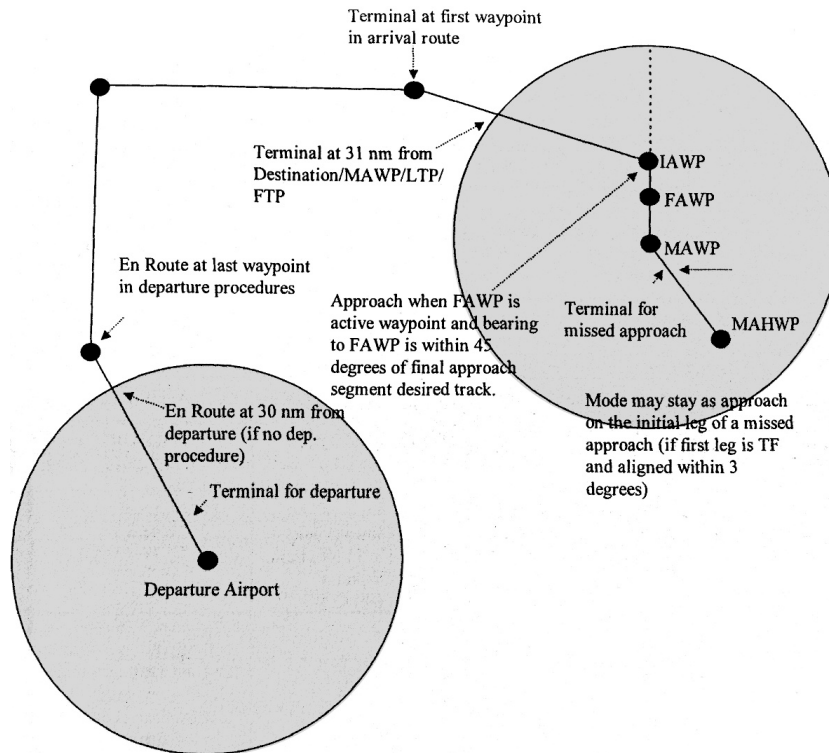 Terminal at first waypoint
in arrival route
Terminal at 31 nm from
Destination/MAWP/LTP/
FTP
IAWP
FAWP
MAWP
En Route at last waypoint
in departure procedures
Approach when FAWP is
active waypoint and bearing
to FAWP is within 45
degrees of final approach
segment desired track.
Terminal for
missed approach
MAHWP
Mode may stay as approach
on the initial leg of a missed
approach (if first leg is TF
and aligned within 3
degrees)
En Route at 30 nm from
departure (if no dep.
procedure)
Terminal for departure
Departure Airport